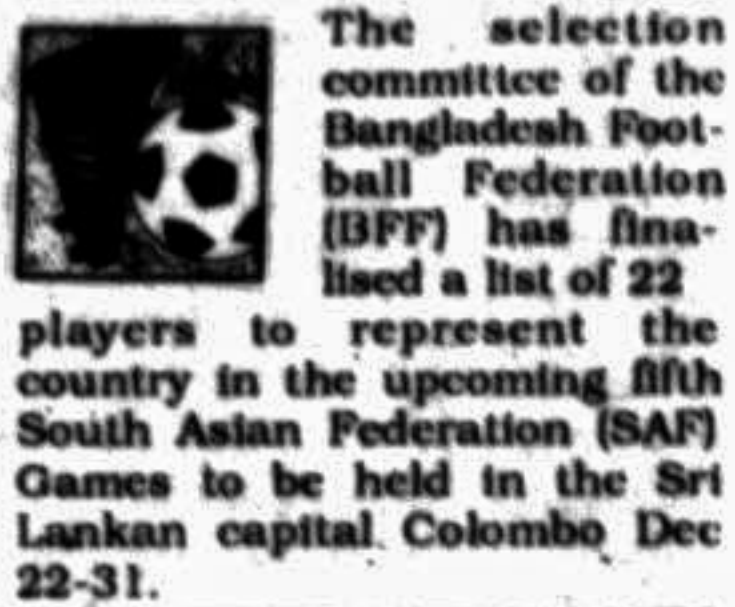 The selection
committee of the
Bangladesh Foot-
ball Federation
(BFF) has fina-
lised a list of 22
players to represent the
country in the upcoming fifth
South Asian Federation (SAF)
Games to be held in the Sri
Lankan capital Colombo Dec
22-31.